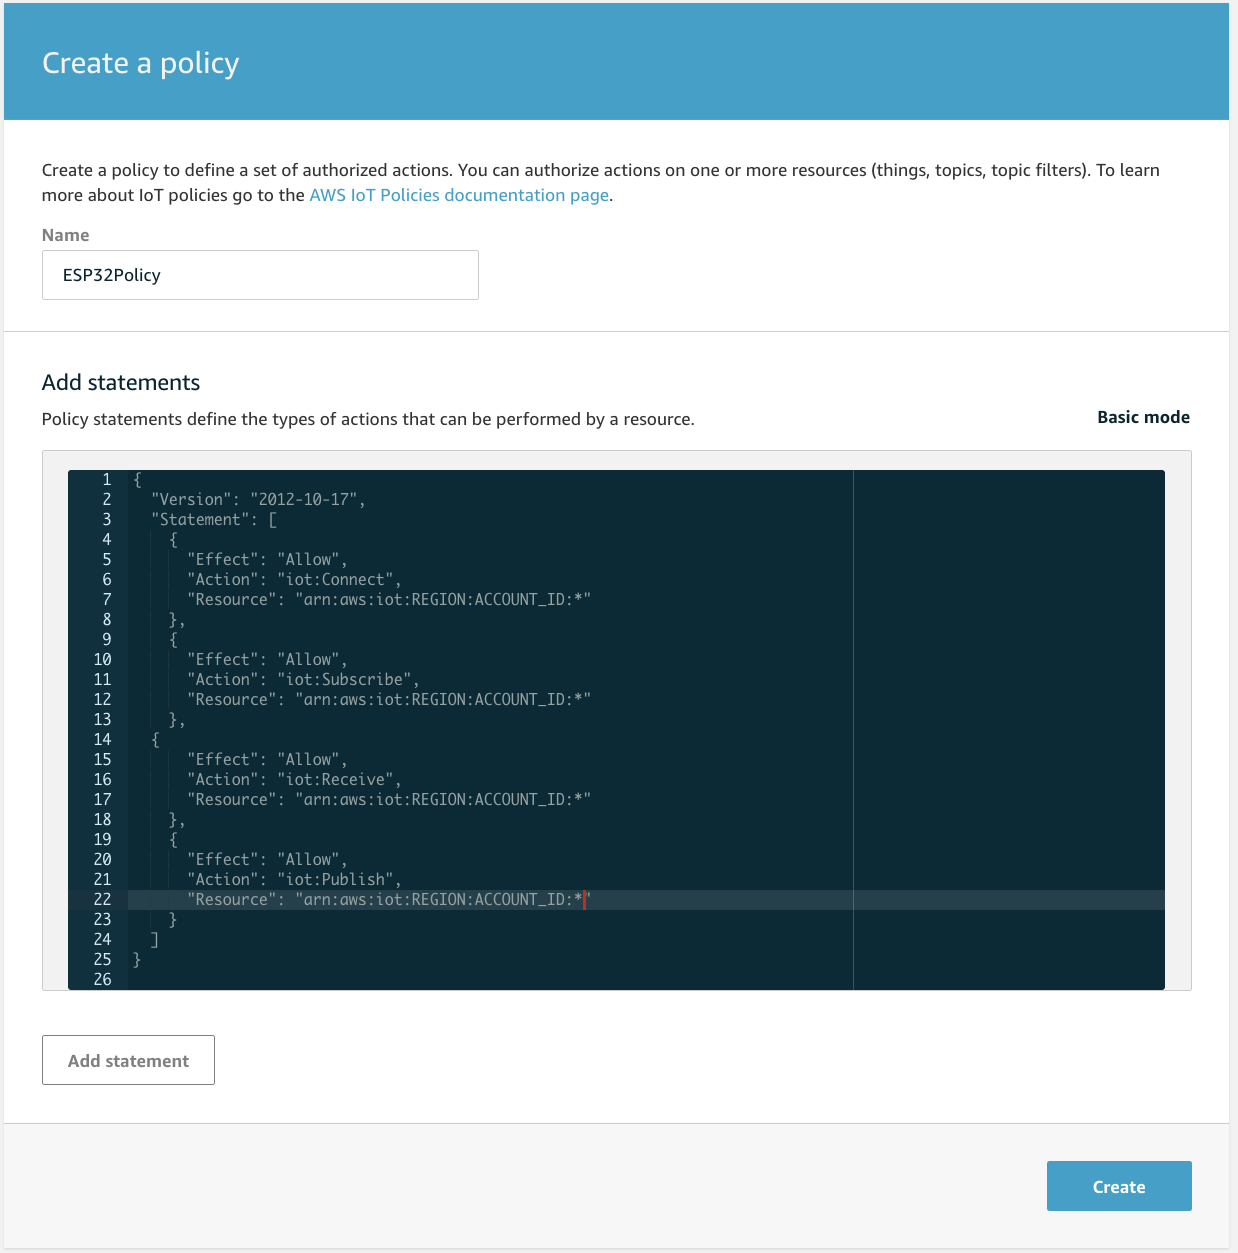 Create a policy
Create a policy to define a set of authorized actions. You can authorize actions on one or more resources (things, topics, topic filters). To learn
more about IoT policies go to the AWS IoT Policies documentation page.
Name
ESP32Policy
Add statements
Policy statements define the types of actions that can be performed by a resource.
Basic mode
1 {
2   "Version": "2012-10-17",
3   "Statement": [
4     {
5       "Effect": "Allow",
6       "Action": "iot:Connect",
7       "Resource": "arn:aws:iot:REGION:ACCOUNT_ID:*"
8     },
9     {
10       "Effect": "Allow",
11       "Action": "iot:Subscribe",
12       "Resource": "arn:aws:iot:REGION:ACCOUNT_ID:*"
13     },
14   {
15       "Effect": "Allow",
16       "Action": "iot:Receive",
17       "Resource": "arn:aws:iot:REGION:ACCOUNT_ID:*"
18     },
19     {
20       "Effect": "Allow",
21       "Action": "iot:Publish",
22       "Resource": "arn:aws:iot:REGION:ACCOUNT_ID:*"
23     }
24   ]
25 }
26
Add statement
Create